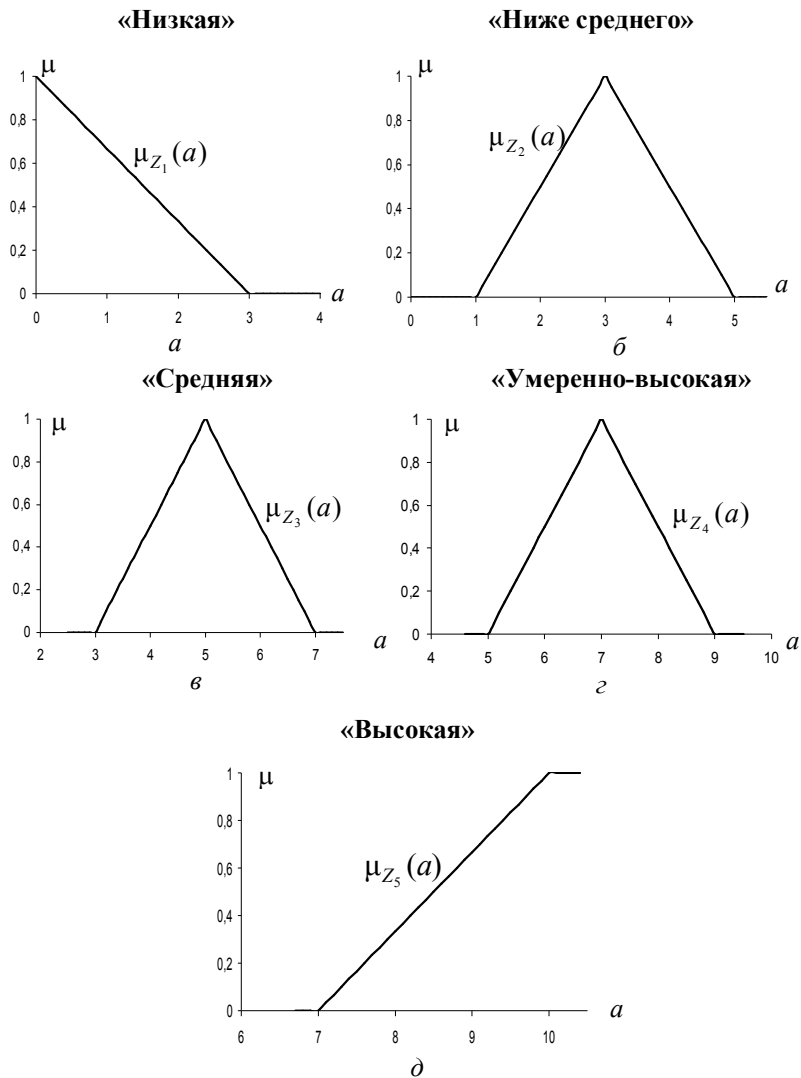 «Низкая» «Ниже среднего»
μ μ
1 1
0,8 0,8
μZ₁(a) μZ₂(a)
0,6 0,6
0,4 0,4
0,2 0,2
0 a 0 a
0 1 2 3 4 0 1 2 3 4 5
а б
«Средняя» «Умеренно-высокая»
1 μ 1 μ
0,8 0,8
0,6 0,6
μZ₃(a) μZ₄(a)
0,4 0,4
0,2 0,2
0 a 0 a
2 3 4 5 6 7 4 5 6 7 8 9 10
в г
«Высокая»
1 μ
0,8
0,6 μZ₅(a)
0,4
0,2
0 a
6 7 8 9 10
д